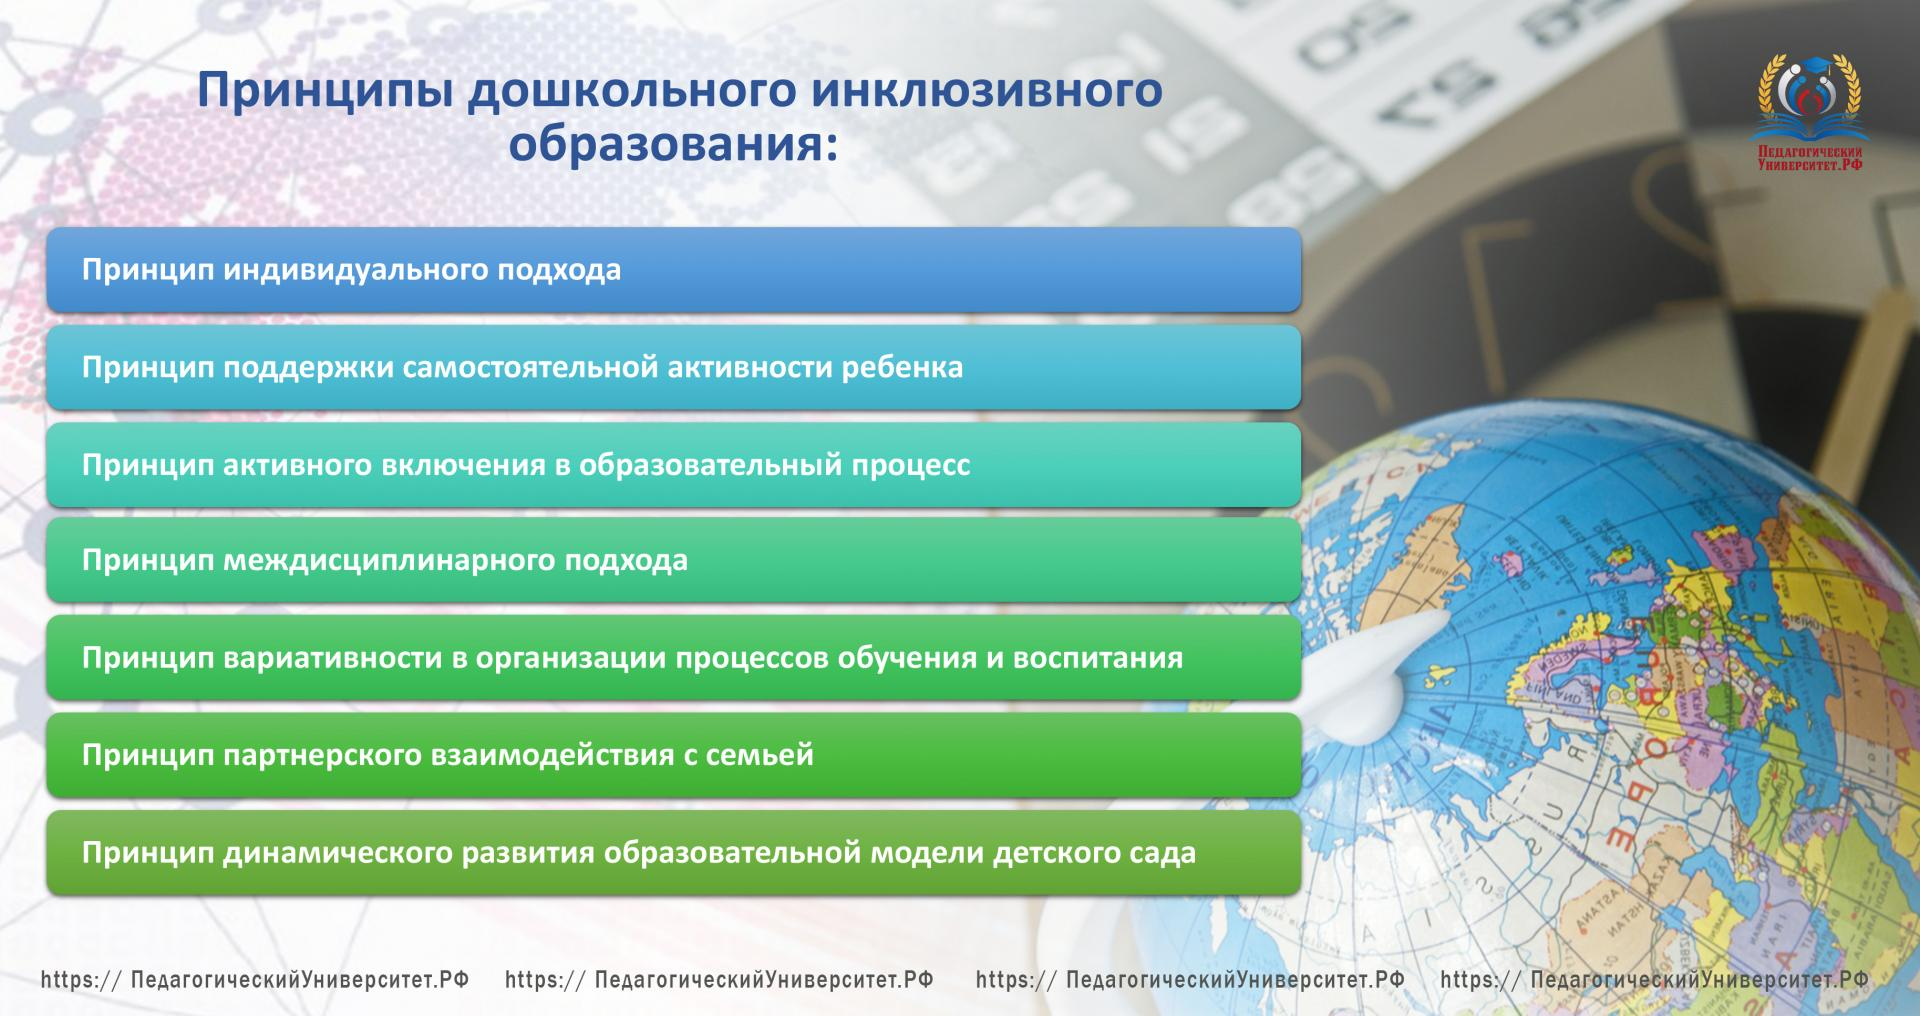 Принципы дошкольного инклюзивного
образования:
Педагогический
Университет.РФ
Принцип индивидуального подхода
Принцип поддержки самостоятельной активности ребенка
Принцип активного включения в образовательный процесс
Принцип междисциплинарного подхода
Принцип вариативности в организации процессов обучения и воспитания
Принцип партнерского взаимодействия с семьей
Принцип динамического развития образовательной модели детского сада
https:// ПедагогическийУниверситет.РФ https:// ПедагогическийУниверситет.РФ https:// ПедагогическийУниверситет.РФ https:// ПедагогическийУниверситет.РФ